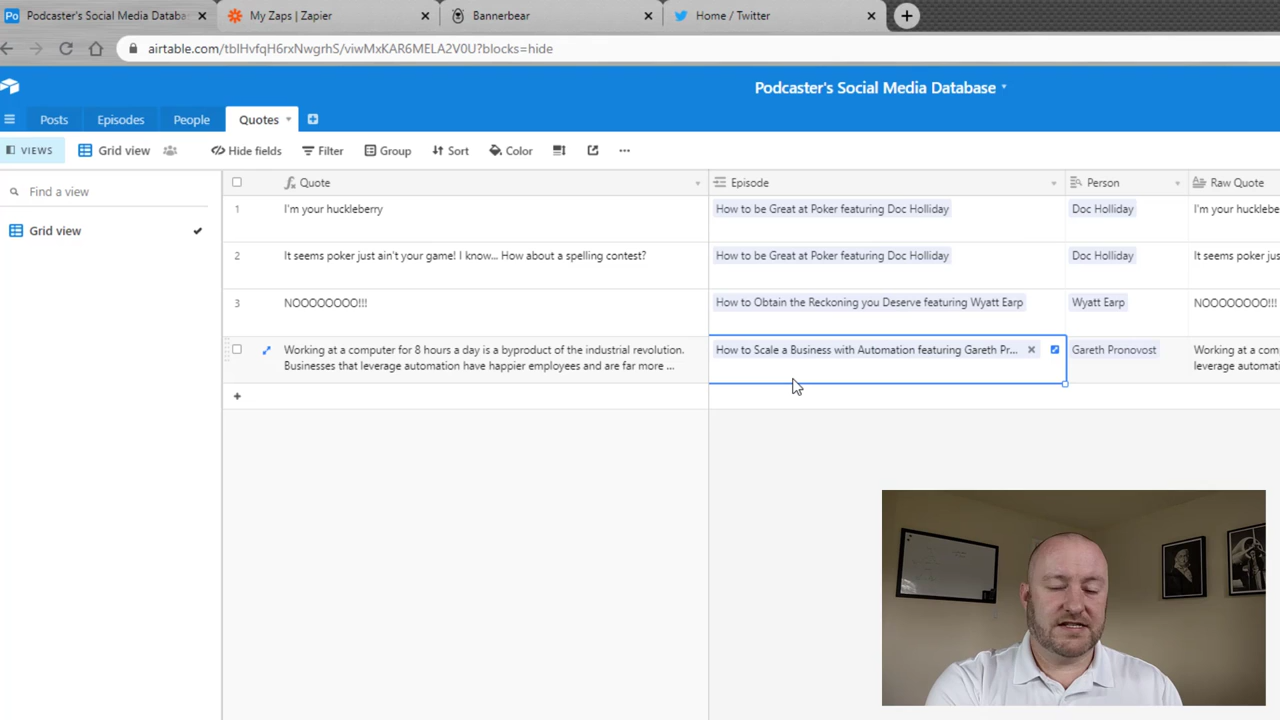 Podcaster's Social Media Databa
My Zaps | Zapier
Bannerbear
Home / Twitter
airtable.com/tblHvfqH6rxNwgrhS/viwMxKAR6MELA2V0U?blocks=hide
Podcaster's Social Media Database
Posts
Episodes
People
Quotes
VIEWS
Grid view
Hide fields
Filter
Group
Sort
Color
Find a view
Grid view
Quote
Episode
Person
Raw Quote
1
I'm your huckleberry
How to be Great at Poker featuring Doc Holliday
Doc Holliday
I'm your hucklebe
2
It seems poker just ain't your game! I know... How about a spelling contest?
How to be Great at Poker featuring Doc Holliday
Doc Holliday
It seems poker jus
3
NOOOOOOOO!!!
How to Obtain the Reckoning you Deserve featuring Wyatt Earp
Wyatt Earp
NOOOOOOOO!!!
Working at a computer for 8 hours a day is a byproduct of the industrial revolution.
Businesses that leverage automation have happier employees and are far more ...
How to Scale a Business with Automation featuring Gareth Pr...
Gareth Pronovost
Working at a com
leverage automati